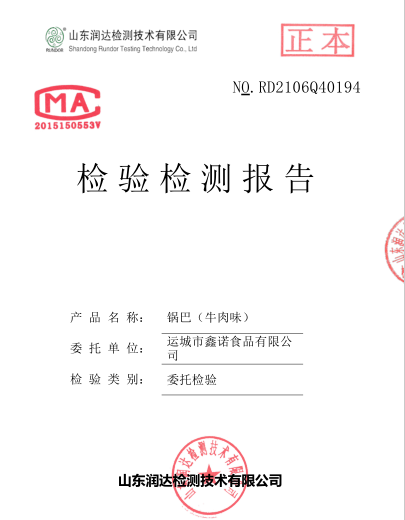 山东润达检测技术有限公司
Shandong Rundor Testing Technology Co., Ltd
RUNDOR
正本
NO.RD2106Q40194
MA
2015150553V
检验检测报告
产品名称： 锅巴（牛肉味）
委托单位： 运城市鑫诺食品有限公
司
检验类别： 委托检验
山东润达检测技术有限公司